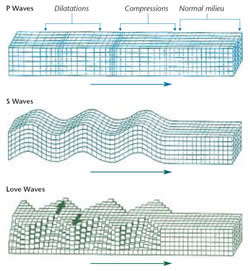 P Waves
Dilatations Compressions Normal milieu
S Waves
Love Waves